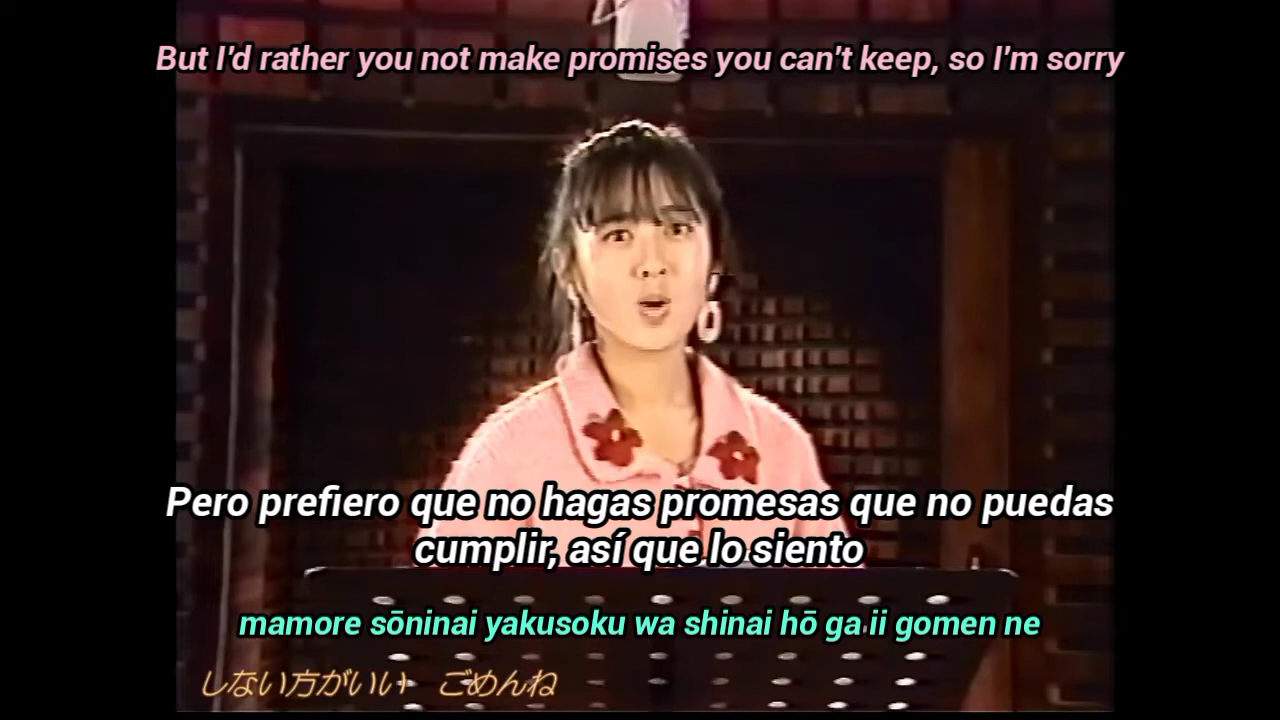 But I'd rather you not make promises you can't keep, so I'm sorry
Pero prefiero que no hagas promesas que no puedas
cumplir, así que lo siento
mamore sōninai yakusoku wa shinai hō ga ii gomen ne
しない方がいい　ごめんね